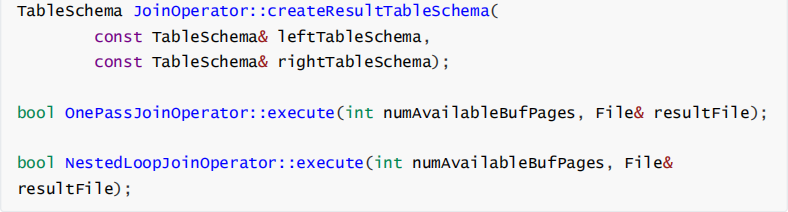 TableSchema JoinOperator::createResultTableSchema(
        const TableSchema& leftTableSchema,
        const TableSchema& rightTableSchema);

bool OnePassJoinOperator::execute(int numAvailableBufPages, File& resultFile);

bool NestedLoopJoinOperator::execute(int numAvailableBufPages, File&
resultFile);